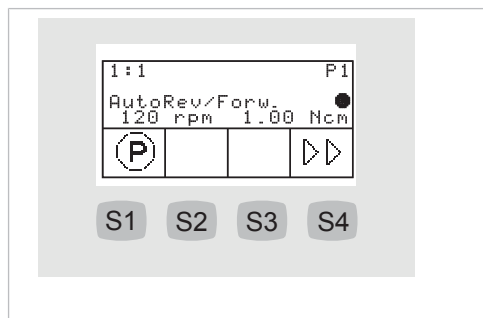 1:1 P1
AutoRev/Forw.
120 rpm 1.00 Ncm
P
S1 S2 S3 S4